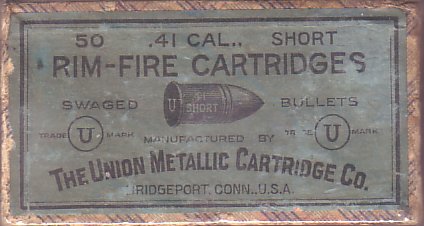 50 .41 CAL., SHORT
RIM-FIRE CARTRIDGES
SWAGED BULLETS
U .41 SHORT
TRADE U MARK TRADE U MARK
MANUFACTURED BY
THE UNION METALLIC CARTRIDGE CO.
BRIDGEPORT, CONN., U.S.A.